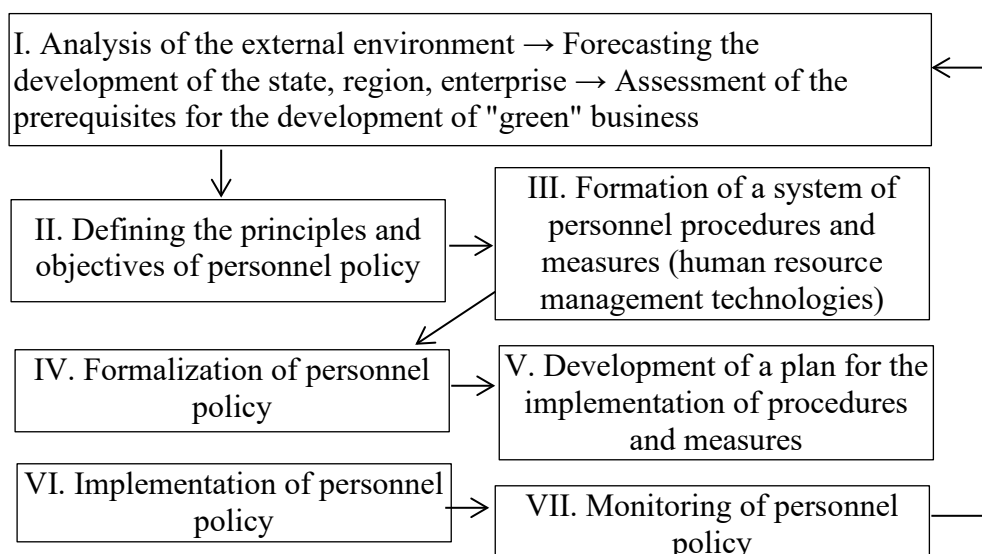 I. Analysis of the external environment → Forecasting the
development of the state, region, enterprise → Assessment of the
prerequisites for the development of "green" business
II. Defining the principles and
objectives of personnel policy
III. Formation of a system of
personnel procedures and
measures (human resource
management technologies)
IV. Formalization of personnel
policy
V. Development of a plan for the
implementation of procedures
and measures
VI. Implementation of personnel
policy
VII. Monitoring of personnel
policy